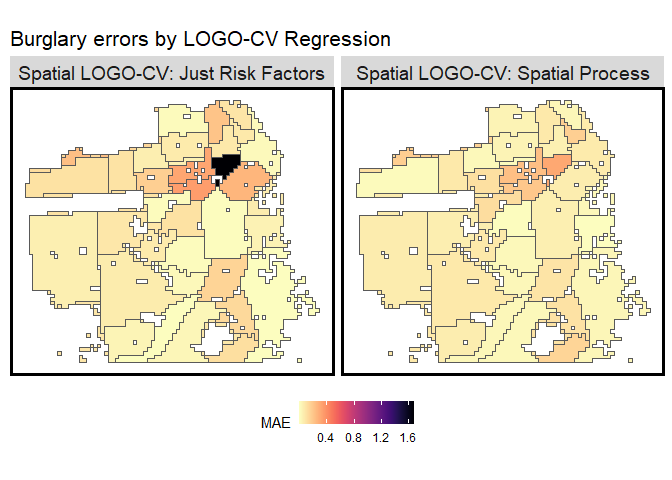 Burglary errors by LOGO-CV Regression
Spatial LOGO-CV: Just Risk Factors
Spatial LOGO-CV: Spatial Process
MAE
0.4 0.8 1.2 1.6